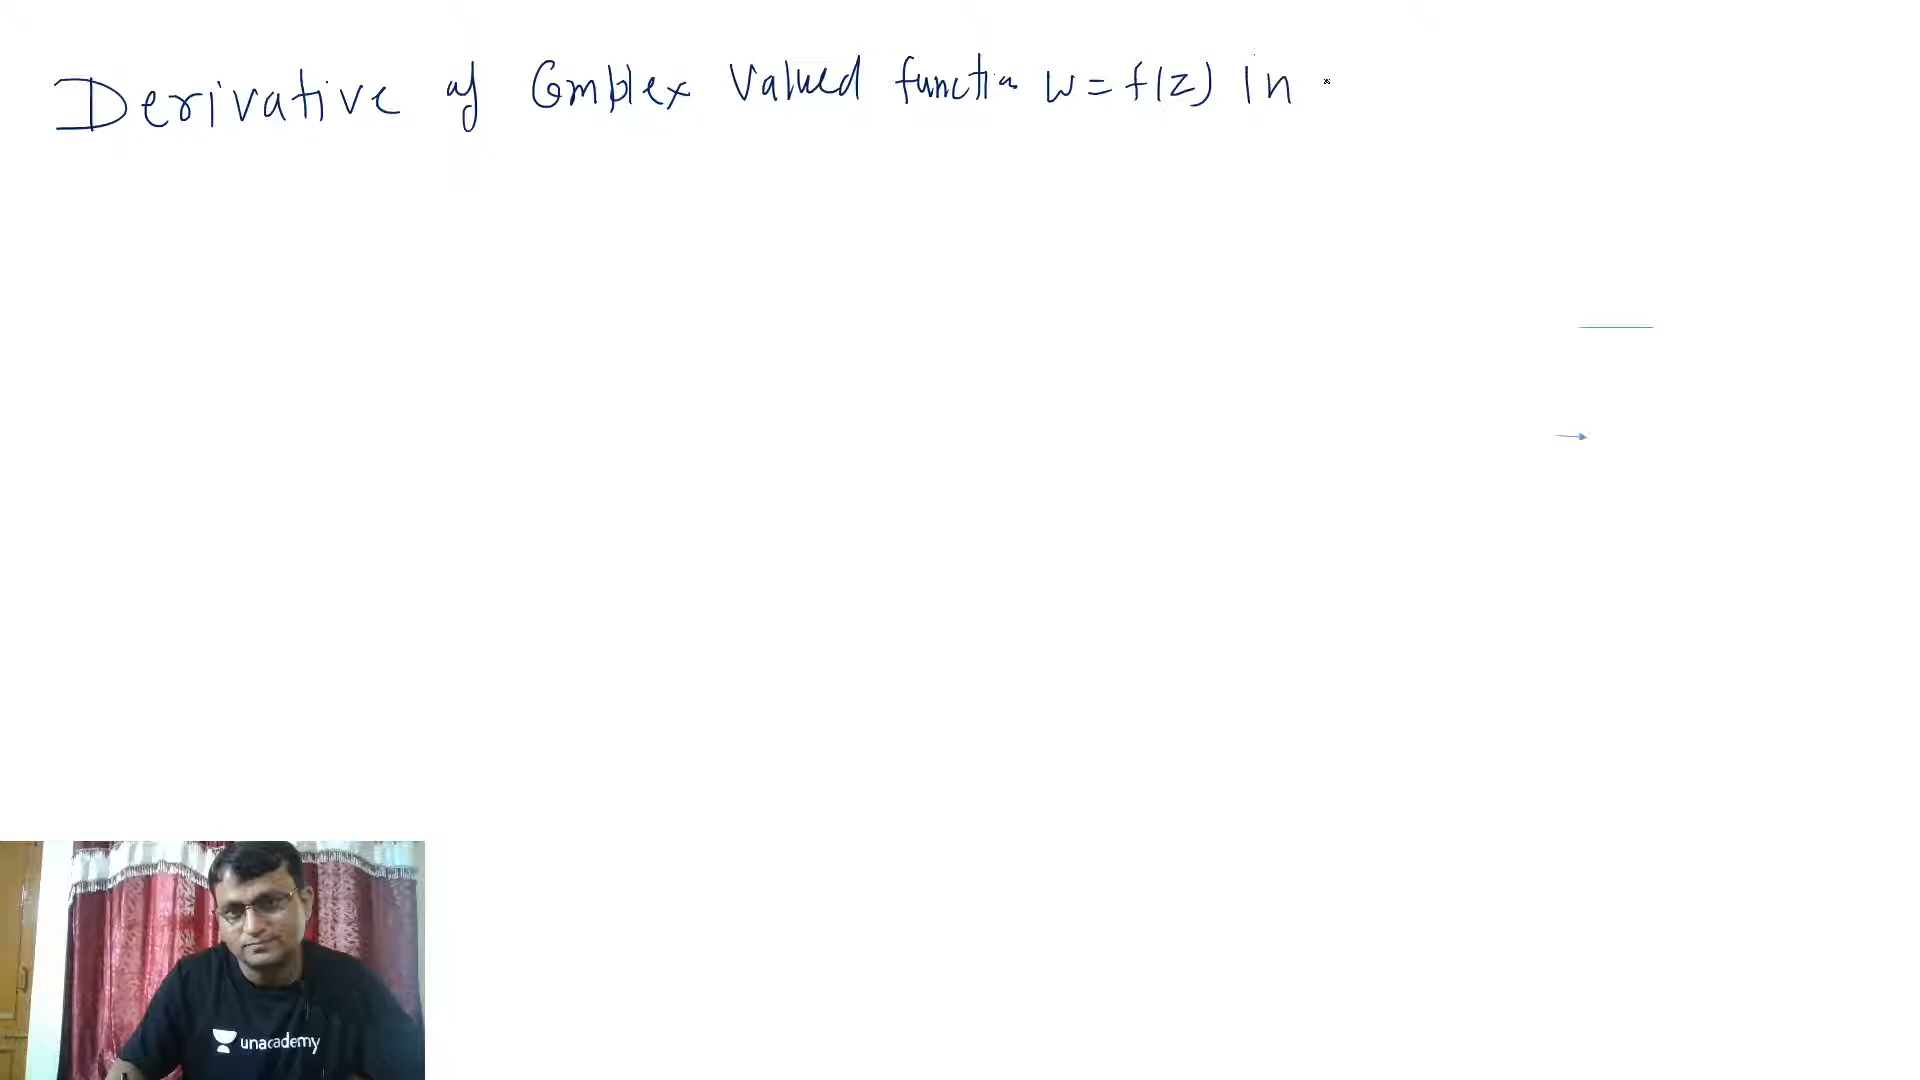 Derivative of Complex Valued function w = f(z) In
unacademy